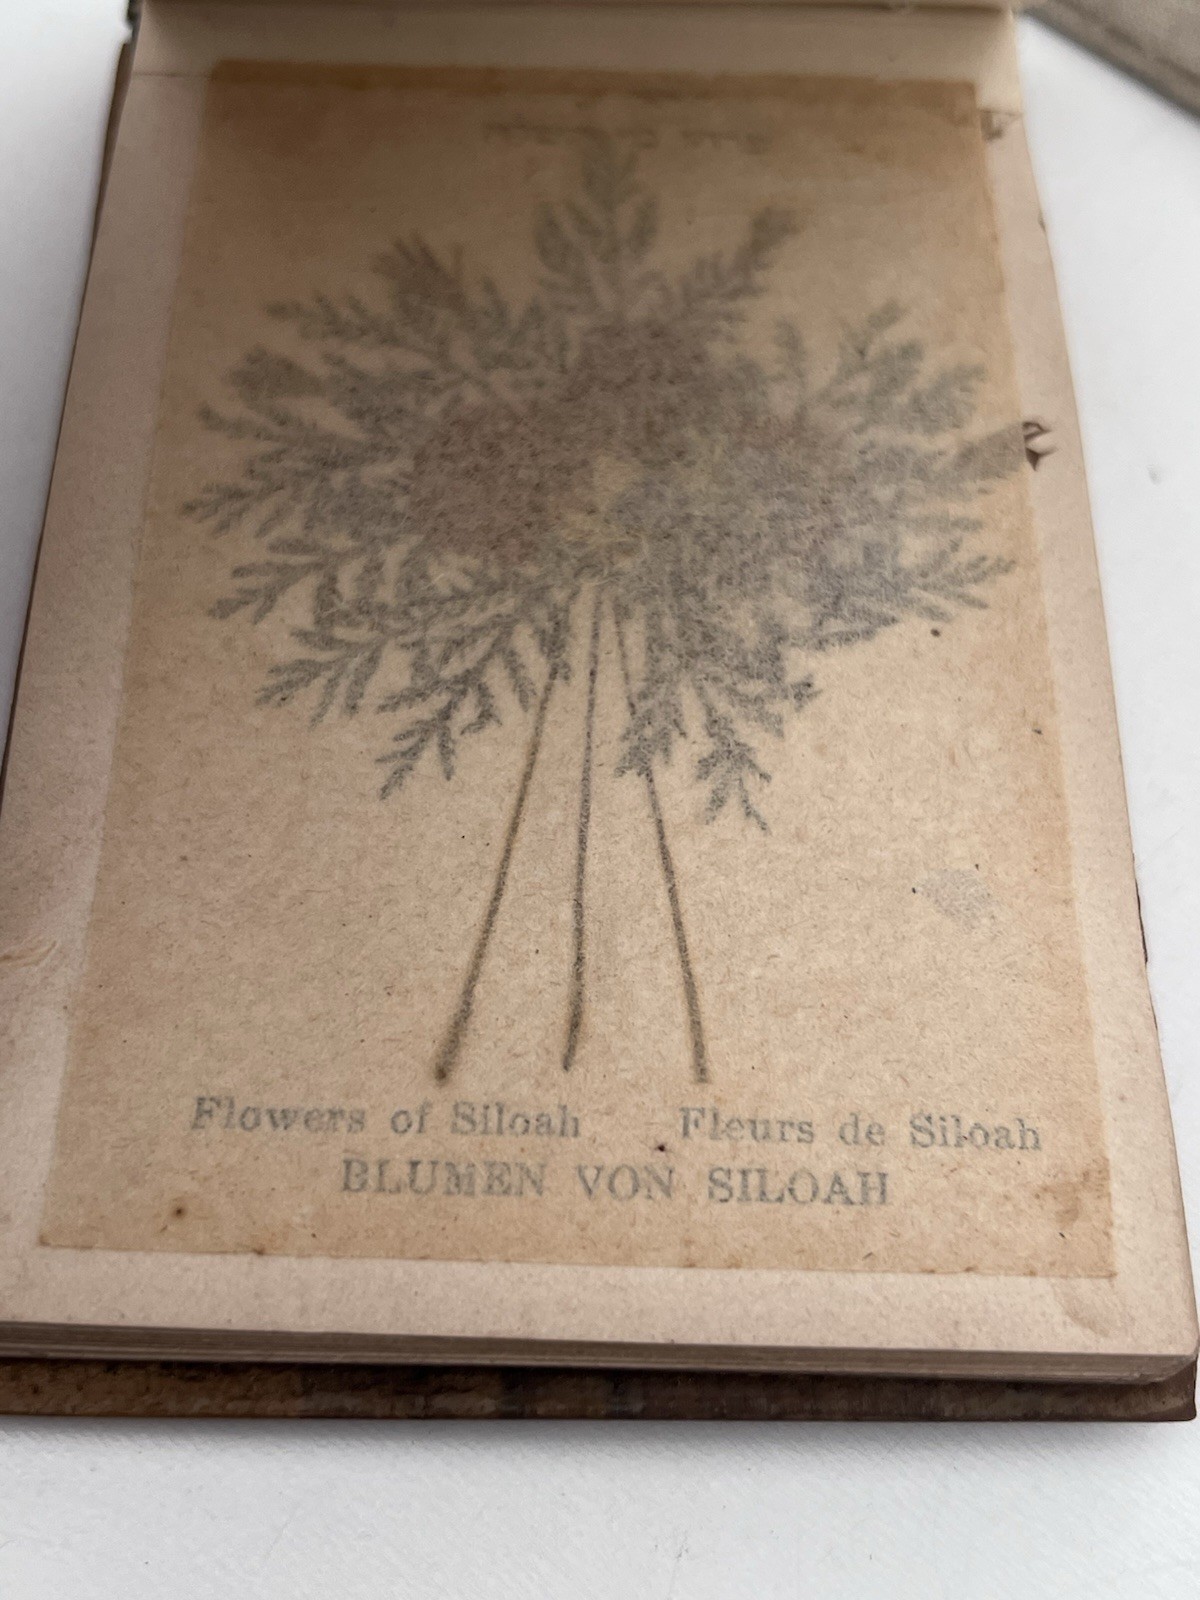 Flowers of Siloah Fleurs de Siloah
BLUMEN VON SILOAH